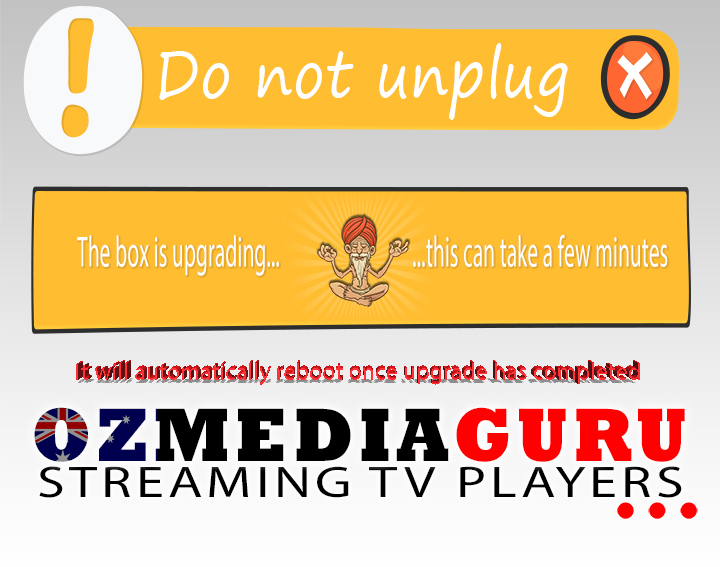 !
Do not unplug X
The box is upgrading... ...this can take a few minutes
It will automatically reboot once upgrade has completed
OZMEDIAGURU
STREAMING TV PLAYERS
...